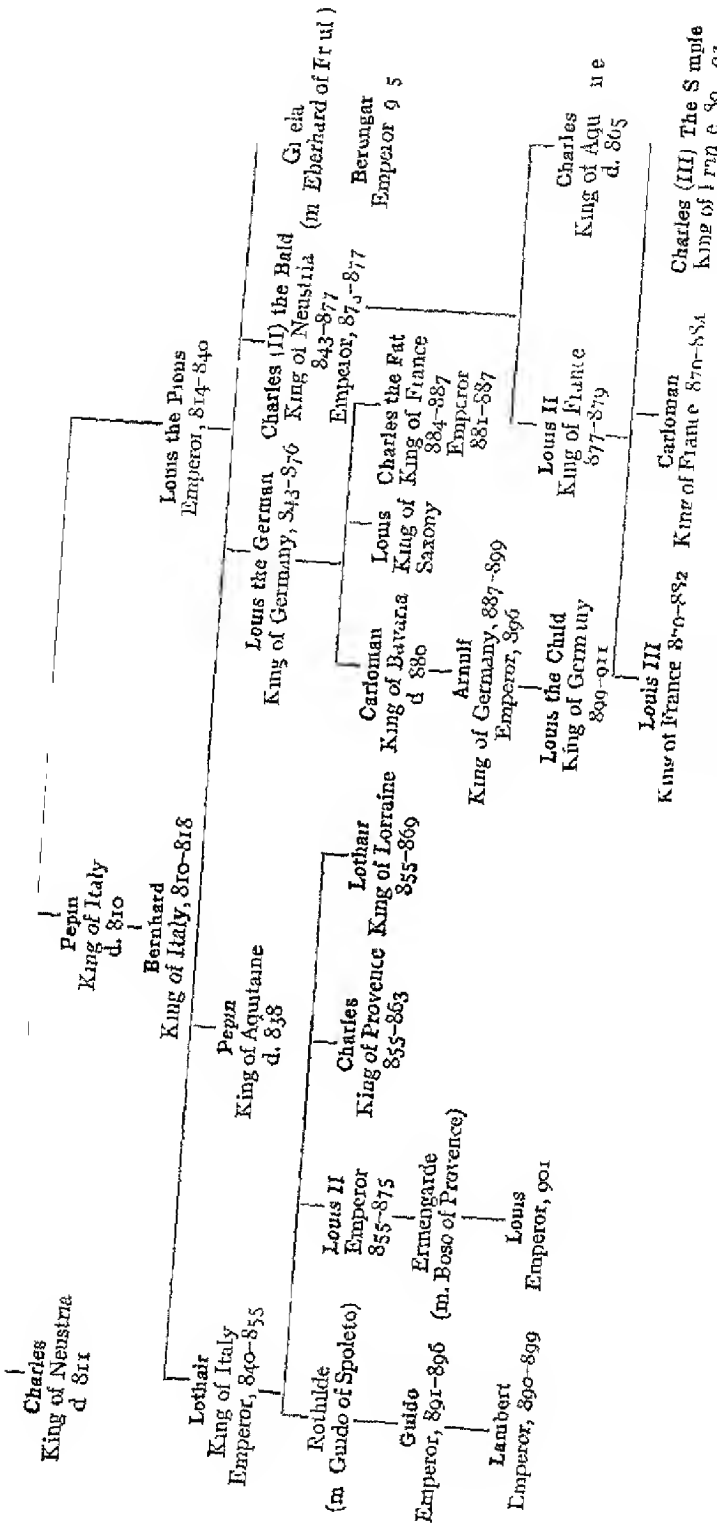 Charles
King of Neustria
d 811
Pepin
King of Italy
d. 810
Bernhard
King of Italy, 810-818
Louis the Pious
Emperor, 814-840
Lothair
King of Italy
Emperor, 840-855
Pepin
King of Aquitaine
d. 838
Louis the German
King of Germany, 843-876
Charles (II) the Bald
King of Neustria
843-877
Emperor, 875-877
(m Eberhard of
Berengar
Emperor
Rothilde
(m Guido of Spoleto)
Guido
Emperor, 891-896
Lambert
Emperor, 890-899
Louis II
Emperor
855-875
Ermengarde
(m. Boso of Provence)
Louis
Emperor, 901
Charles
King of Provence
855-863
Lothair
King of Lorraine
855-869
Carloman
King of Bavaria
d 880
Arnulf
King of Germany, 887-899
Emperor, 896
Louis the Child
King of Germany
899-911
Louis
King of
Saxony
Charles the Fat
King of France
884-887
Emperor
881-887
Louis II
King of France
877-879
Charles
King of
d. 865
Louis III
King of France
Carloman
King of France
Charles (III) The
King of